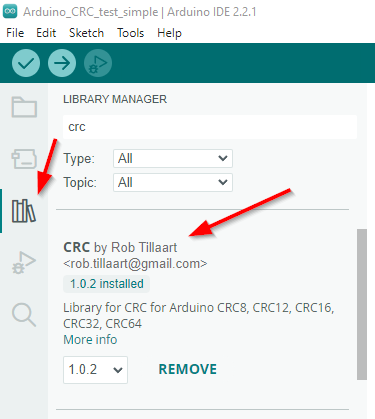 Arduino_CRC_test_simple | Arduino IDE 2.2.1
File Edit Sketch Tools Help
LIBRARY MANAGER
crc
Type: All
Topic: All
CRC by Rob Tillaart
<rob.tillaart@gmail.com>
1.0.2 installed
Library for CRC for Arduino CRC8, CRC12, CRC16,
CRC32, CRC64
More info
1.0.2 REMOVE